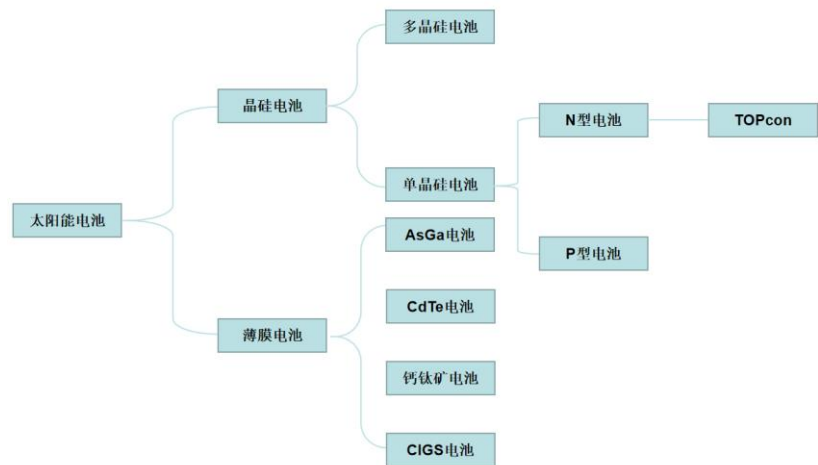 多晶硅电池
晶硅电池
N型电池
TOPcon
单晶硅电池
太阳能电池
AsGa电池
P型电池
CdTe电池
薄膜电池
钙钛矿电池
CIGS电池